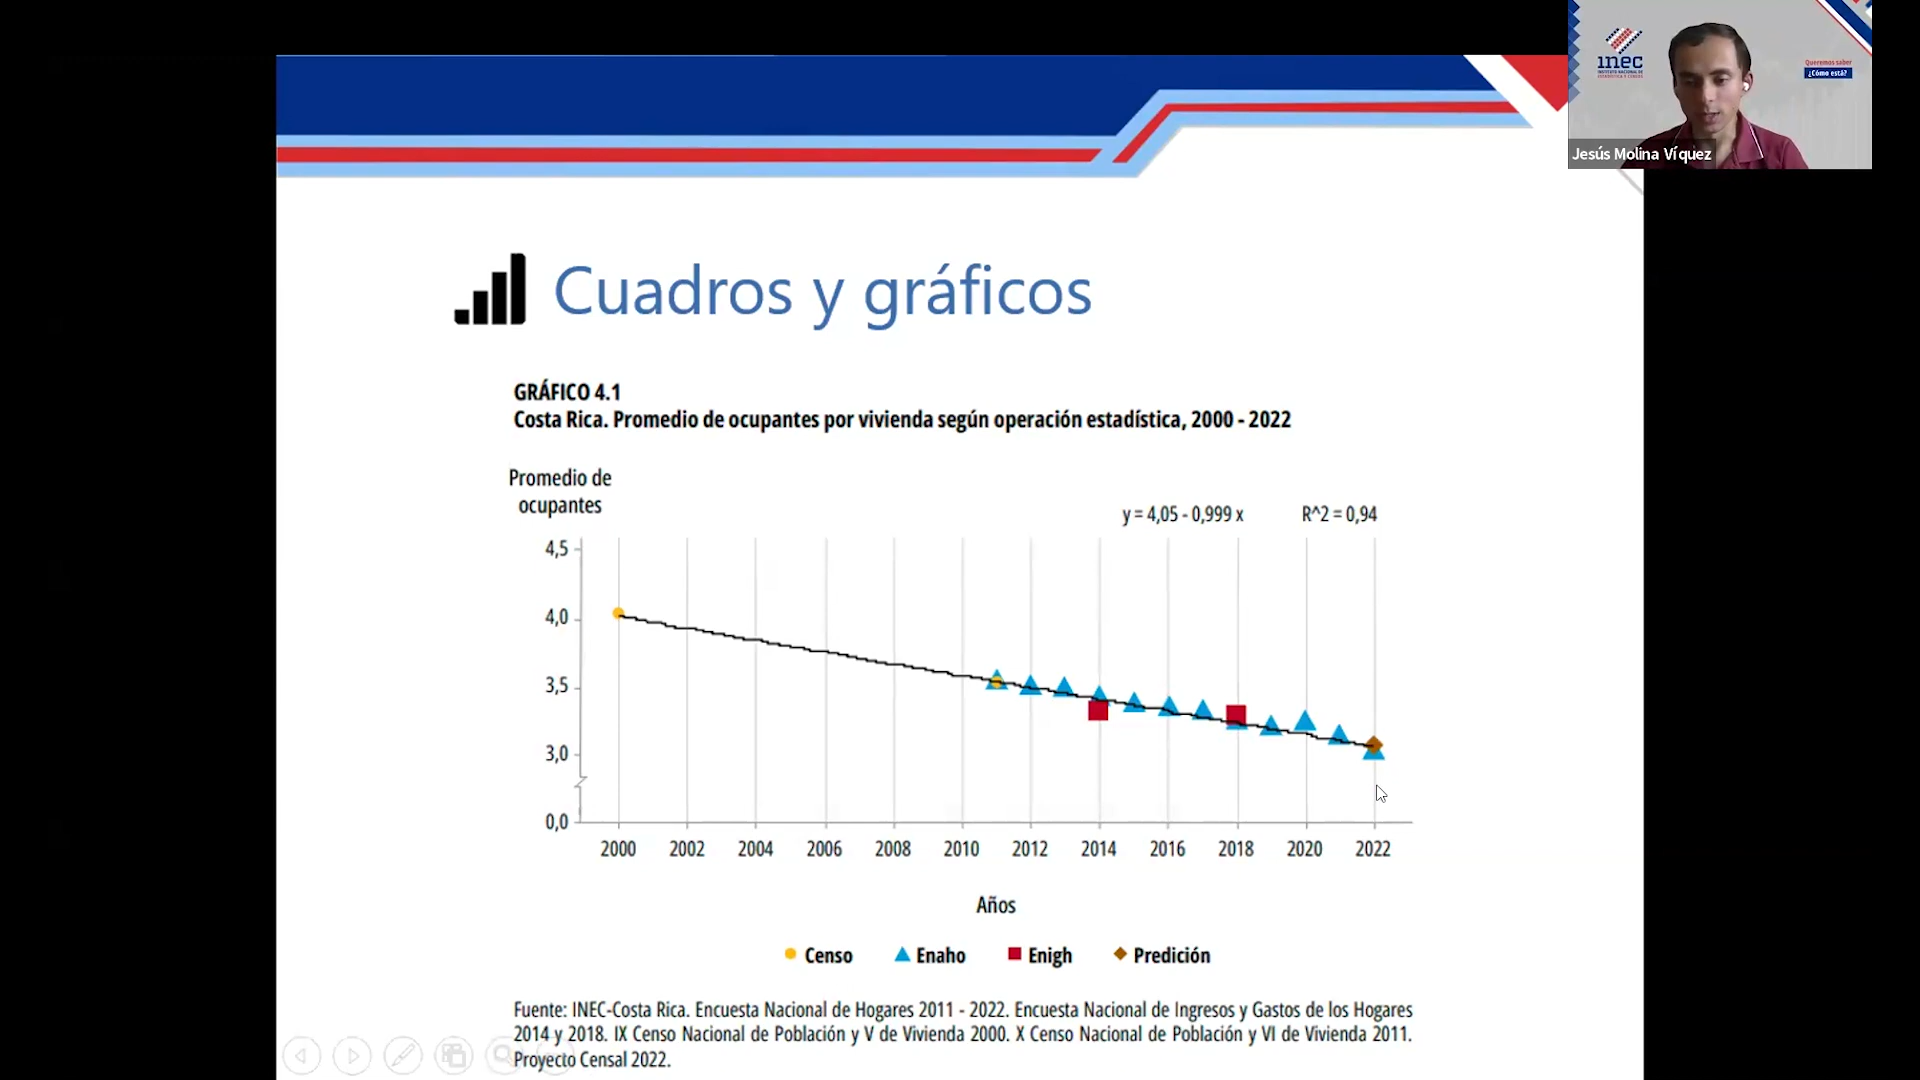 inec
INSTITUTO NACIONAL DE
ESTADÍSTICA Y CENSOS
Queremos saber
¿Cómo está?
Jesús Molina Víquez
Cuadros y gráficos
GRÁFICO 4.1
Costa Rica. Promedio de ocupantes por vivienda según operación estadística, 2000 - 2022
Promedio de
ocupantes
y = 4,05 - 0,999 x R^2 = 0,94
4,5
4,0
3,5
3,0
0,0
2000 2002 2004 2006 2008 2010 2012 2014 2016 2018 2020 2022
Años
Censo Enaho Enigh Predición
Fuente: INEC-Costa Rica. Encuesta Nacional de Hogares 2011 - 2022. Encuesta Nacional de Ingresos y Gastos de los Hogares
2014 y 2018. IX Censo Nacional de Población y V de Vivienda 2000. X Censo Nacional de Población y VI de Vivienda 2011.
Proyecto Censal 2022.